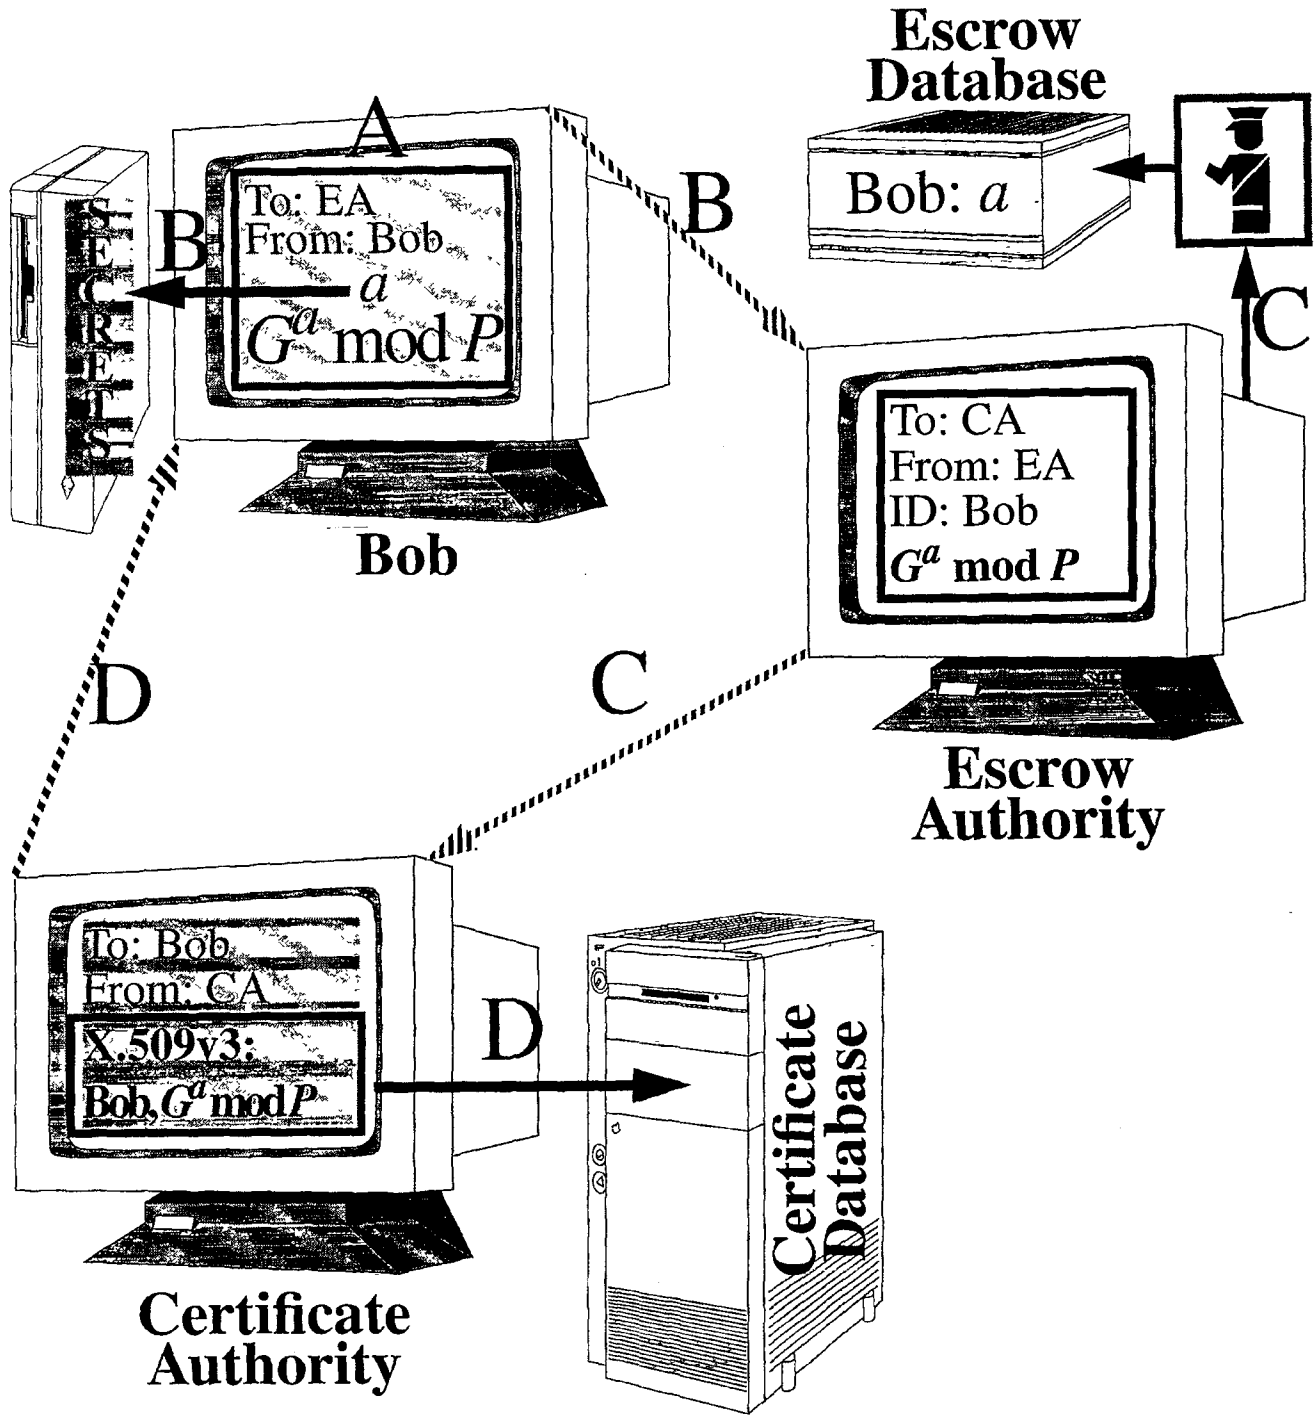 Escrow
Database
Bob: a
A
To: EA
From: Bob
a
G^a mod P
SECRETS
B
B
C
Bob
To: CA
From: EA
ID: Bob
G^a mod P
Escrow
Authority
D
C
To: Bob
From: CA
X.509v3:
Bob, G^a mod P
D
Certificate
Database
Certificate
Authority